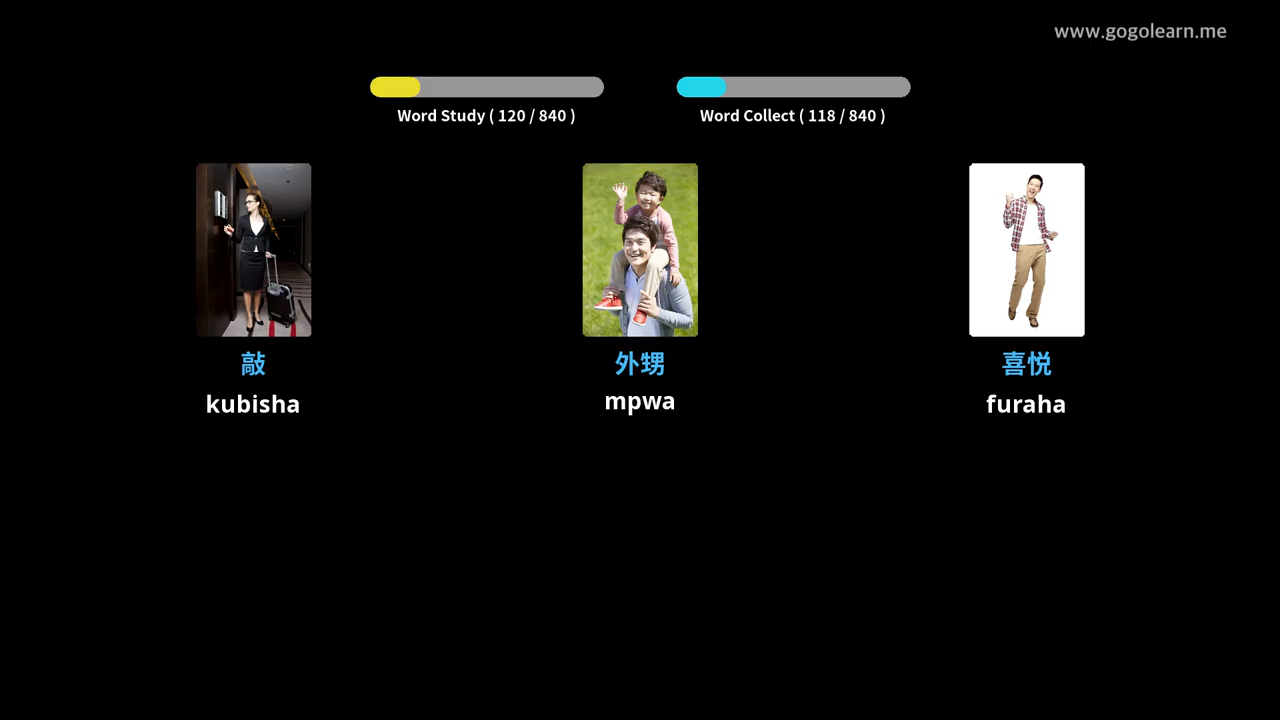 www.gogolearn.me
Word Study ( 120 / 840 )
Word Collect ( 118 / 840 )
敲
外甥
喜悦
kubisha
mpwa
furaha